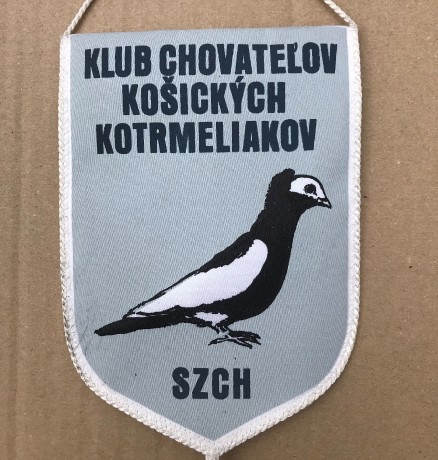 KLUB CHOVATEĽOV
KOŠICKÝCH
KOTRMELIAKOV
SZCH